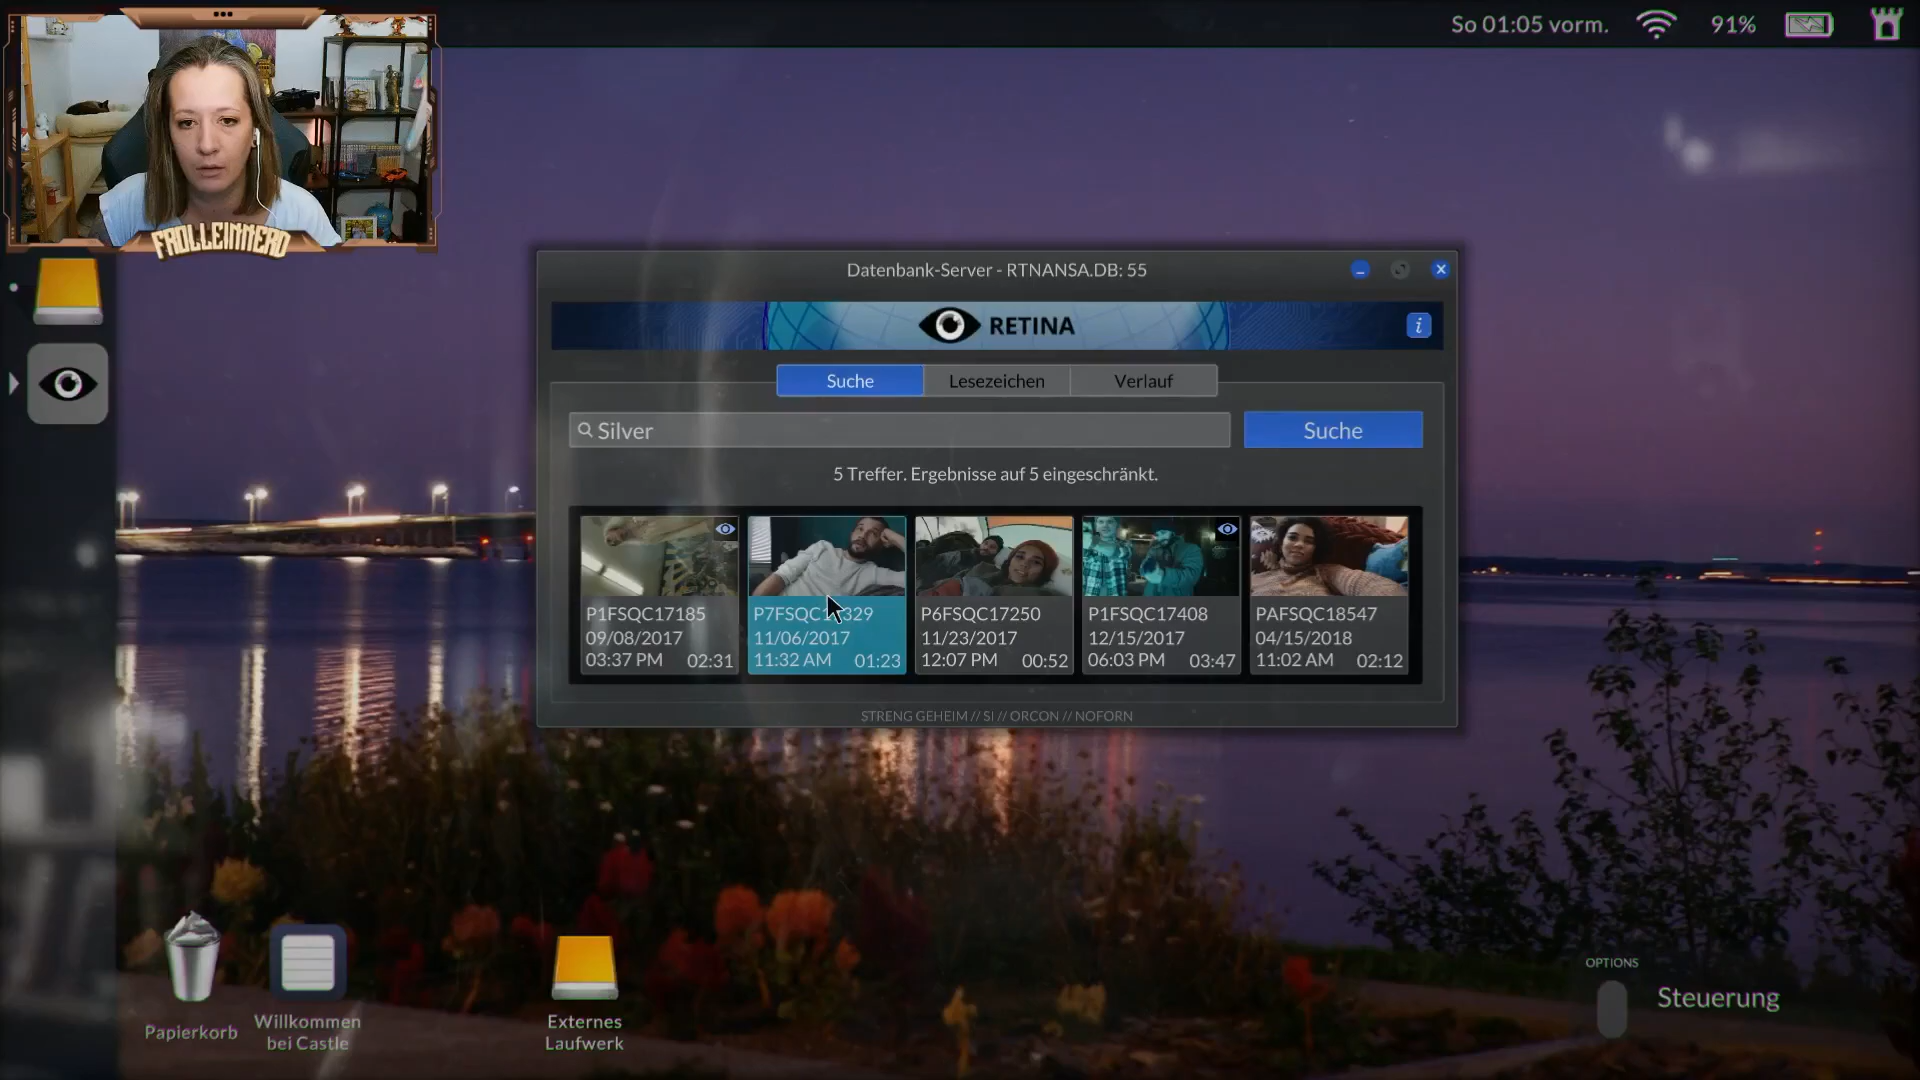 So 01:05 vorm.
91%
FROLLEINNERD
Datenbank-Server - RTNANSA.DB: 55
RETINA
i
Suche
Lesezeichen
Verlauf
Silver
Suche
5 Treffer. Ergebnisse auf 5 eingeschränkt.
P1FSQC17185
09/08/2017
03:37 PM 02:31
11/06/2017
11:32 AM 01:23
P6FSQC17250
11/23/2017
12:07 PM 00:52
P1FSQC17408
12/15/2017
06:03 PM 03:47
PAFSQC18547
04/15/2018
11:02 AM 02:12
STRENG GEHEIM // SI // ORCON // NOFORN
Papierkorb
Willkommen
bei Castle
Externes
Laufwerk
OPTIONS
Steuerung